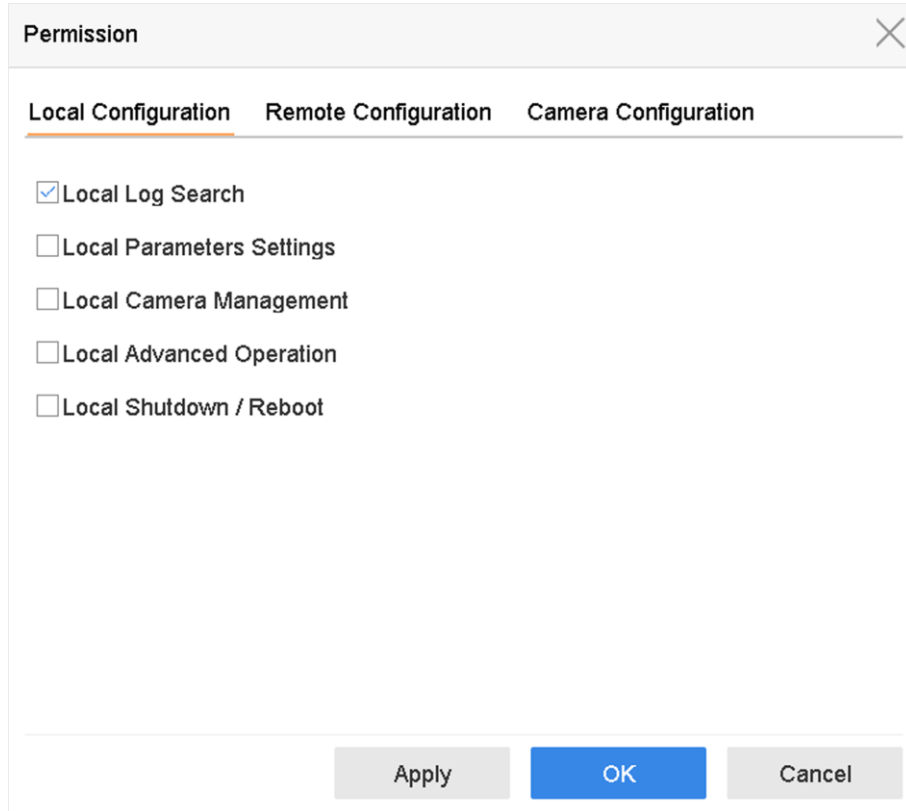 Permission
Local Configuration Remote Configuration Camera Configuration
Local Log Search
Local Parameters Settings
Local Camera Management
Local Advanced Operation
Local Shutdown / Reboot
Apply OK Cancel